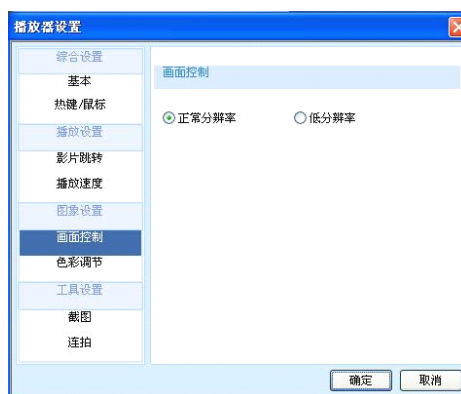 播放器设置
综合设置
基本
热键/鼠标
播放设置
影片跳转
播放速度
图象设置
画面控制
色彩调节
工具设置
截图
连拍
画面控制
正常分辨率 低分辨率
确定 取消